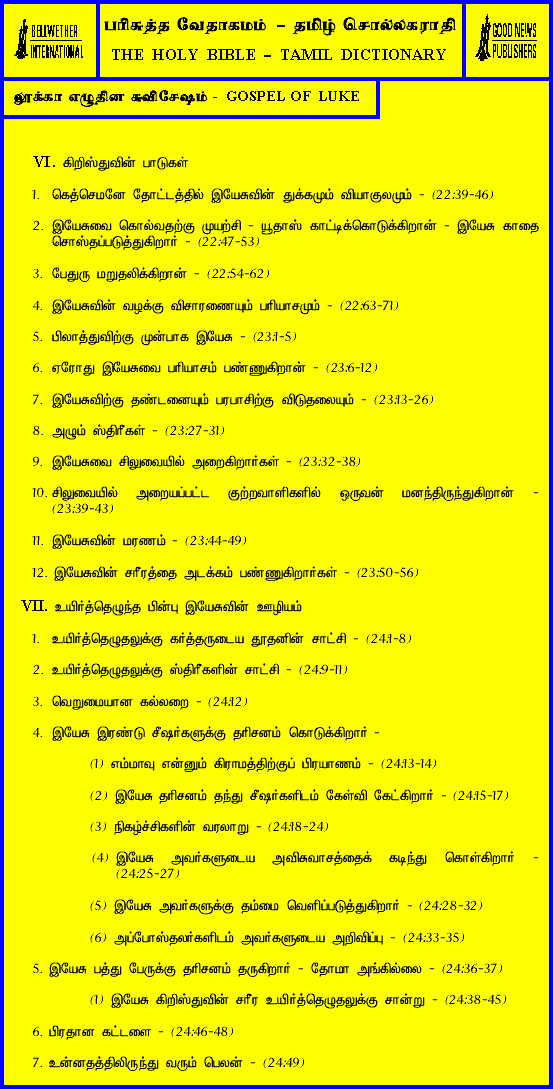 BELLWETHER
INTERNATIONAL
பரிசுத்த வேதாகமம் - தமிழ் சொல்லகராதி
THE HOLY BIBLE - TAMIL DICTIONARY
GOOD NEWS
PUBLISHERS
லூக்கா எழுதின சுவிசேஷம் - GOSPEL OF LUKE
VI. கிறிஸ்துவின் பாடுகள்
1. கெத்செமனே தோட்டத்தில் இயேசுவின் துக்கமும் வியாகுலமும் - (22:39-46)
2. இயேசுவை கொல்வதற்கு முயற்சி - யூதாஸ் காட்டிக்கொடுக்கிறான் - இயேசு காதை
சொஸ்தப்படுத்துகிறார் - (22:47-53)
3. பேதுரு மறுதலிக்கிறான் - (22:54-62)
4. இயேசுவின் வழக்கு விசாரணையும் பரியாசமும் - (22:63-71)
5. பிலாத்துவிற்கு முன்பாக இயேசு - (23:1-5)
6. ஏரோது இயேசுவை பரியாசம் பண்ணுகிறான் - (23:6-12)
7. இயேசுவிற்கு தண்டனையும் பரபாசிற்கு விடுதலையும் - (23:13-26)
8. அழும் ஸ்திரீகள் - (23:27-31)
9. இயேசுவை சிலுவையில் அறைகிறார்கள் - (23:32-38)
10. சிலுவையில் அறையப்பட்ட குற்றவாளிகளில் ஒருவன் மனந்திருந்துகிறான் -
(23:39-43)
11. இயேசுவின் மரணம் - (23:44-49)
12. இயேசுவின் சரீரத்தை அடக்கம் பண்ணுகிறார்கள் - (23:50-56)
VII. உயிர்த்தெழுந்த பின்பு இயேசுவின் ஊழியம்
1. உயிர்த்தெழுதலுக்கு கர்த்தருடைய தூதனின் சாட்சி - (24:1-8)
2. உயிர்த்தெழுதலுக்கு ஸ்திரீகளின் சாட்சி - (24:9-11)
3. வெறுமையான கல்லறை - (24:12)
4. இயேசு இரண்டு சீஷர்களுக்கு தரிசனம் கொடுக்கிறார் -
(1) எம்மாவு என்னும் கிராமத்திற்குப் பிரயாணம் - (24:13-14)
(2) இயேசு தரிசனம் தந்து சீஷர்களிடம் கேள்வி கேட்கிறார் - (24:15-17)
(3) நிகழ்ச்சிகளின் வரலாறு - (24:18-24)
(4) இயேசு அவர்களுடைய அவிசுவாசத்தைக் கடிந்து கொள்கிறார் -
(24:25-27)
(5) இயேசு அவர்களுக்கு தம்மை வெளிப்படுத்துகிறார் - (24:28-32)
(6) அப்போஸ்தலர்களிடம் அவர்களுடைய அறிவிப்பு - (24:33-35)
5. இயேசு பத்து பேருக்கு தரிசனம் தருகிறார் - தோமா அங்கில்லை - (24:36-37)
(1) இயேசு கிறிஸ்துவின் சரீர உயிர்த்தெழுதலுக்கு சான்று - (24:38-45)
6. பிரதான கட்டளை - (24:46-48)
7. உன்னதத்திலிருந்து வரும் பெலன் - (24:49)